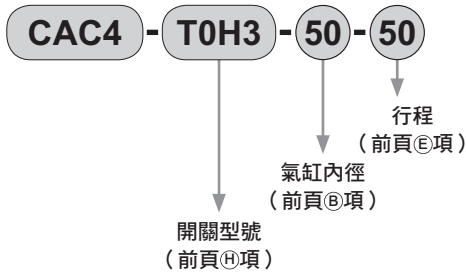 CAC4-T0H3-50-50
行程
（前頁Ⓔ項）
氣缸內徑
（前頁Ⓑ項）
開關型號
（前頁Ⓗ項）